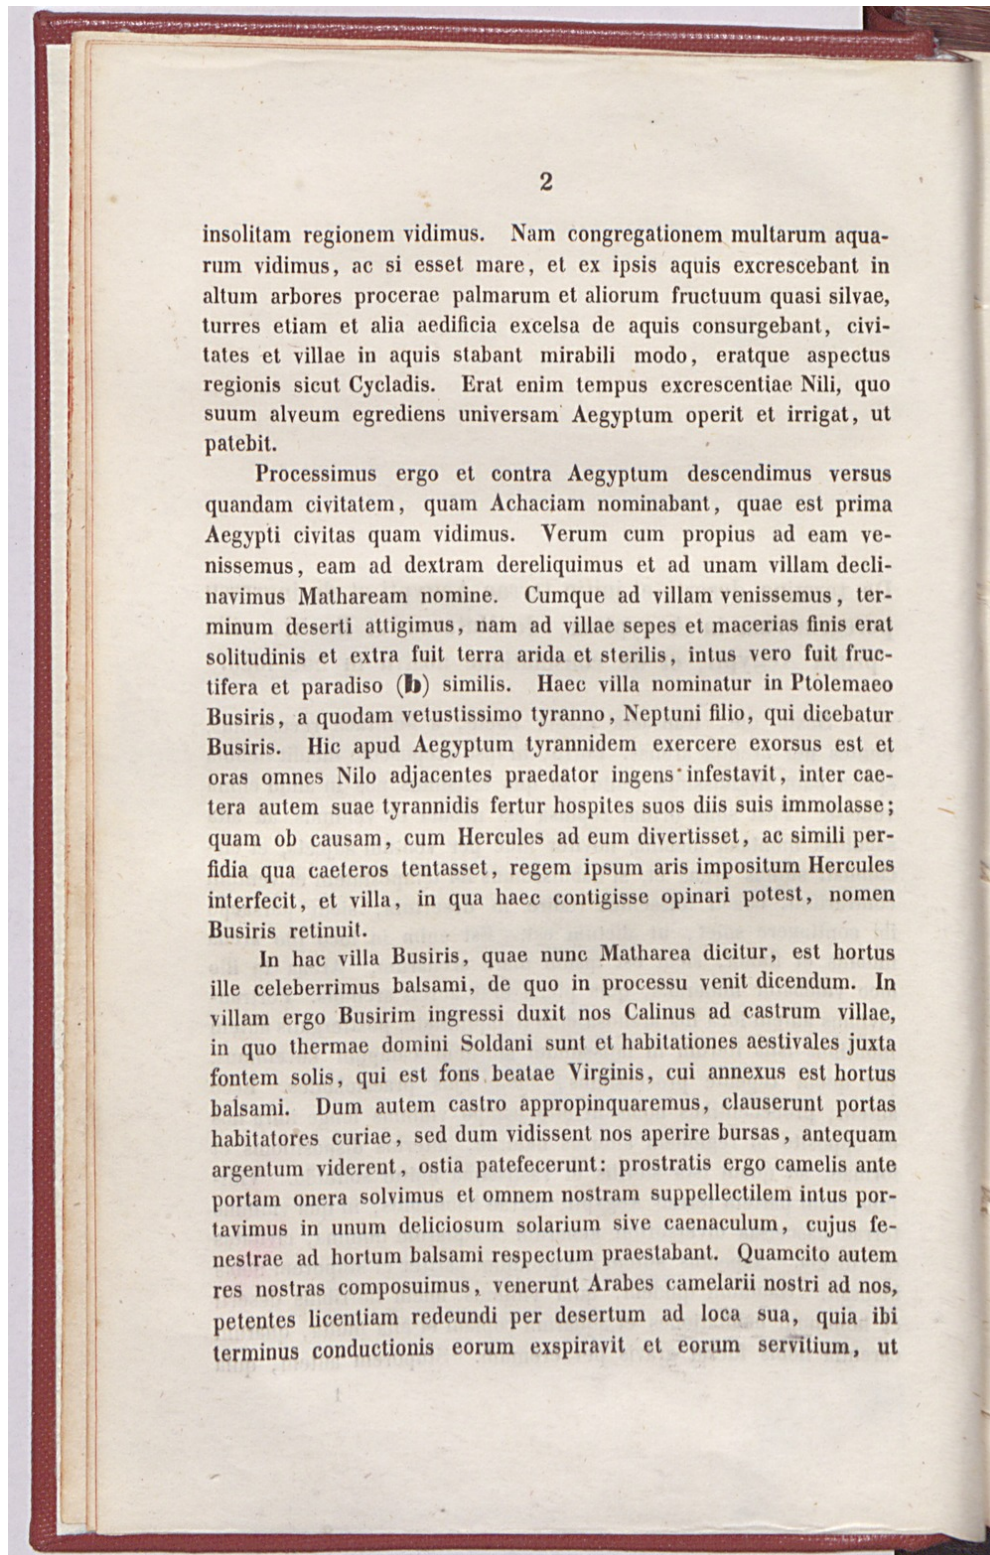 2
insolitam regionem vidimus. Nam congregationem multarum aqua-
rum vidimus, ac si esset mare, et ex ipsis aquis excrescebant in
altum arbores procerae palmarum et aliorum fructuum quasi silvae,
turres etiam et alia aedificia excelsa de aquis consurgebant, civi-
tates et villae in aquis stabant mirabili modo, eratque aspectus
regionis sicut Cycladis. Erat enim tempus excrescentiae Nili, quo
suum alveum egrediens universam Aegyptum operit et irrigat, ut
patebit.
Processimus ergo et contra Aegyptum descendimus versus
quandam civitatem, quam Achaciam nominabant, quae est prima
Aegypti civitas quam vidimus. Verum cum propius ad eam ve-
nissemus, eam ad dextram dereliquimus et ad unam villam decli-
navimus Mathaream nomine. Cumque ad villam venissemus, ter-
minum deserti attigimus, nam ad villae sepes et macerias finis erat
solitudinis et extra fuit terra arida et sterilis, intus vero fuit fruc-
tifera et paradiso (b) similis. Haec villa nominatur in Ptolemaeo
Busiris, a quodam vetustissimo tyranno, Neptuni filio, qui dicebatur
Busiris. Hic apud Aegyptum tyrannidem exercere exorsus est et
oras omnes Nilo adjacentes praedator ingens infestavit, inter cae-
tera autem suae tyrannidis fertur hospites suos diis suis immolasse;
quam ob causam, cum Hercules ad eum divertisset, ac simili per-
fidia qua caeteros tentasset, regem ipsum aris impositum Hercules
interfecit, et villa, in qua haec contigisse opinari potest, nomen
Busiris retinuit.
In hac villa Busiris, quae nunc Matharea dicitur, est hortus
ille celeberrimus balsami, de quo in processu venit dicendum. In
villam ergo Busirim ingressi duxit nos Calinus ad castrum villae,
in quo thermae domini Soldani sunt et habitationes aestivales juxta
fontem solis, qui est fons beatae Virginis, cui annexus est hortus
balsami. Dum autem castro appropinquaremus, clauserunt portas
habitatores curiae, sed dum vidissent nos aperire bursas, antequam
argentum viderent, ostia patefecerunt: prostratis ergo camelis ante
portam onera solvimus et omnem nostram suppellectilem intus por-
tavimus in unum deliciosum solarium sive caenaculum, cujus fe-
nestrae ad hortum balsami respectum praestabant. Quamcito autem
res nostras composuimus, venerunt Arabes camelarii nostri ad nos,
petentes licentiam redeundi per desertum ad loca sua, quia ibi
terminus conductionis eorum exspiravit et eorum servitium, ut